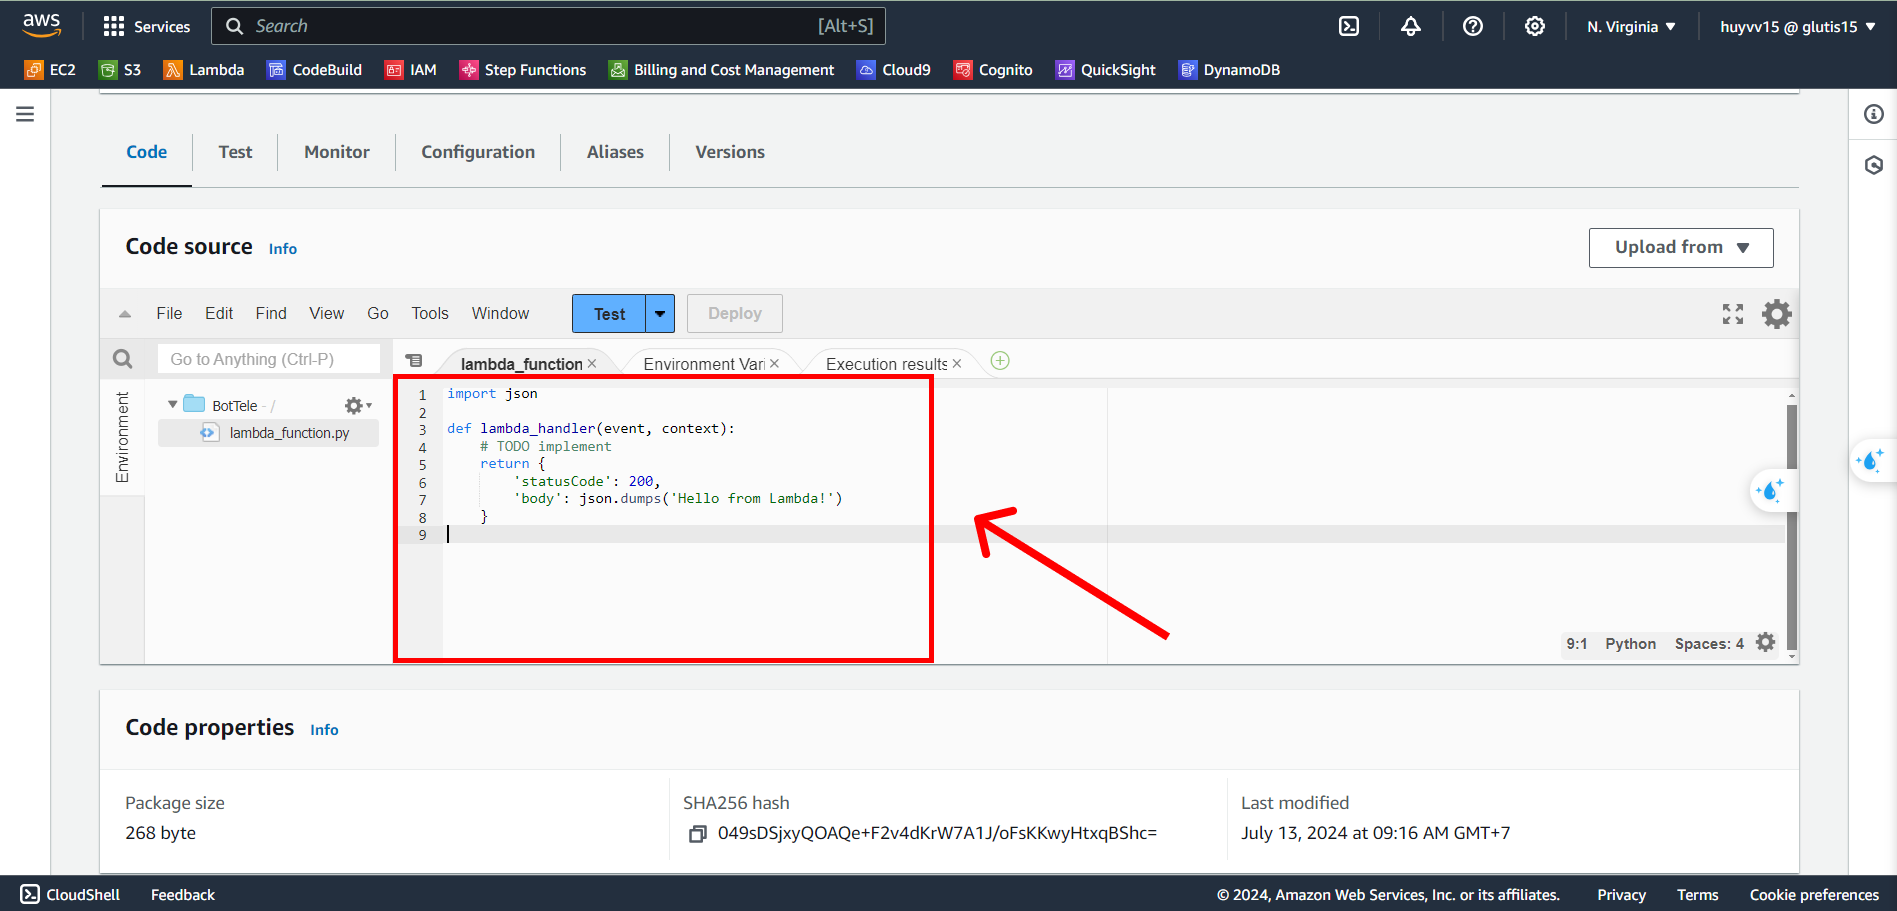 aws
Services
Search
[Alt+S]
N. Virginia
huyvv15 @ glutis15
EC2
S3
Lambda
CodeBuild
IAM
Step Functions
Billing and Cost Management
Cloud9
Cognito
QuickSight
DynamoDB
Code
Test
Monitor
Configuration
Aliases
Versions
Code source
Info
Upload from
File
Edit
Find
View
Go
Tools
Window
Test
Deploy
Go to Anything (Ctrl-P)
lambda_function
Environment Vari
Execution results
Environment
BotTele - /
lambda_function.py
1 import json
2
3 def lambda_handler(event, context):
4 # TODO implement
5 return {
6 'statusCode': 200,
7 'body': json.dumps('Hello from Lambda!')
8 }
9
9:1
Python
Spaces: 4
Code properties
Info
Package size
268 byte
SHA256 hash
049sDSjxyQOAQe+F2v4dKrW7A1J/oFsKKwyHtxqBShc=
Last modified
July 13, 2024 at 09:16 AM GMT+7
CloudShell
Feedback
© 2024, Amazon Web Services, Inc. or its affiliates.
Privacy
Terms
Cookie preferences